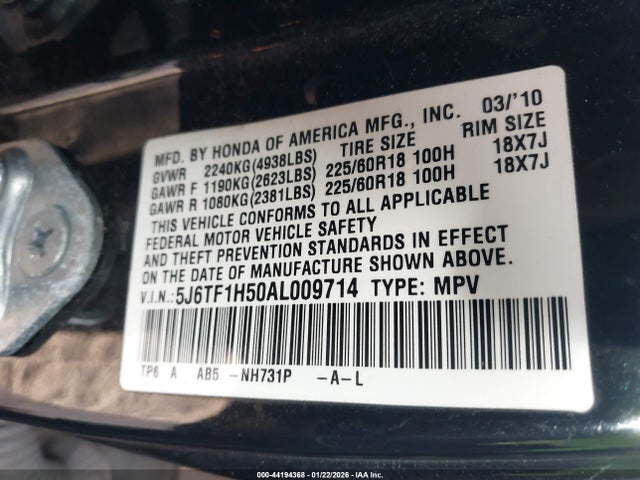 MFD. BY HONDA OF AMERICA MFG., INC. 03/'10
GVWR 2240KG(4938LBS) TIRE SIZE RIM SIZE
GAWR F 1190KG(2623LBS) 225/60R18 100H 18X7J
GAWR R 1080KG(2381LBS) 225/60R18 100H 18X7J
THIS VEHICLE CONFORMS TO ALL APPLICABLE
FEDERAL MOTOR VEHICLE SAFETY
AND THEFT PREVENTION STANDARDS IN EFFECT
ON DATE OF MANUFACTURE SHOWN ABOVE.
V.I.N.: 5J6TF1H50AL009714 TYPE: MPV
TP6 A AB5 -NH731P -A-L
000-44194368 - 01/22/2026 - IAA Inc.